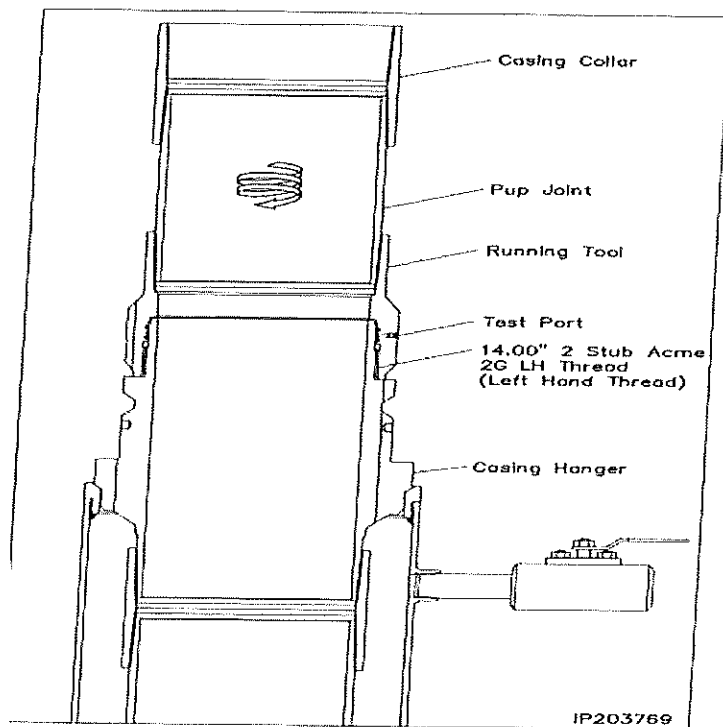 Casing Collar
Pup Joint
Running Tool
Test Port
14.00" 2 Stub Acme
2G LH Thread
(Left Hand Thread)
Casing Hanger
IP203769